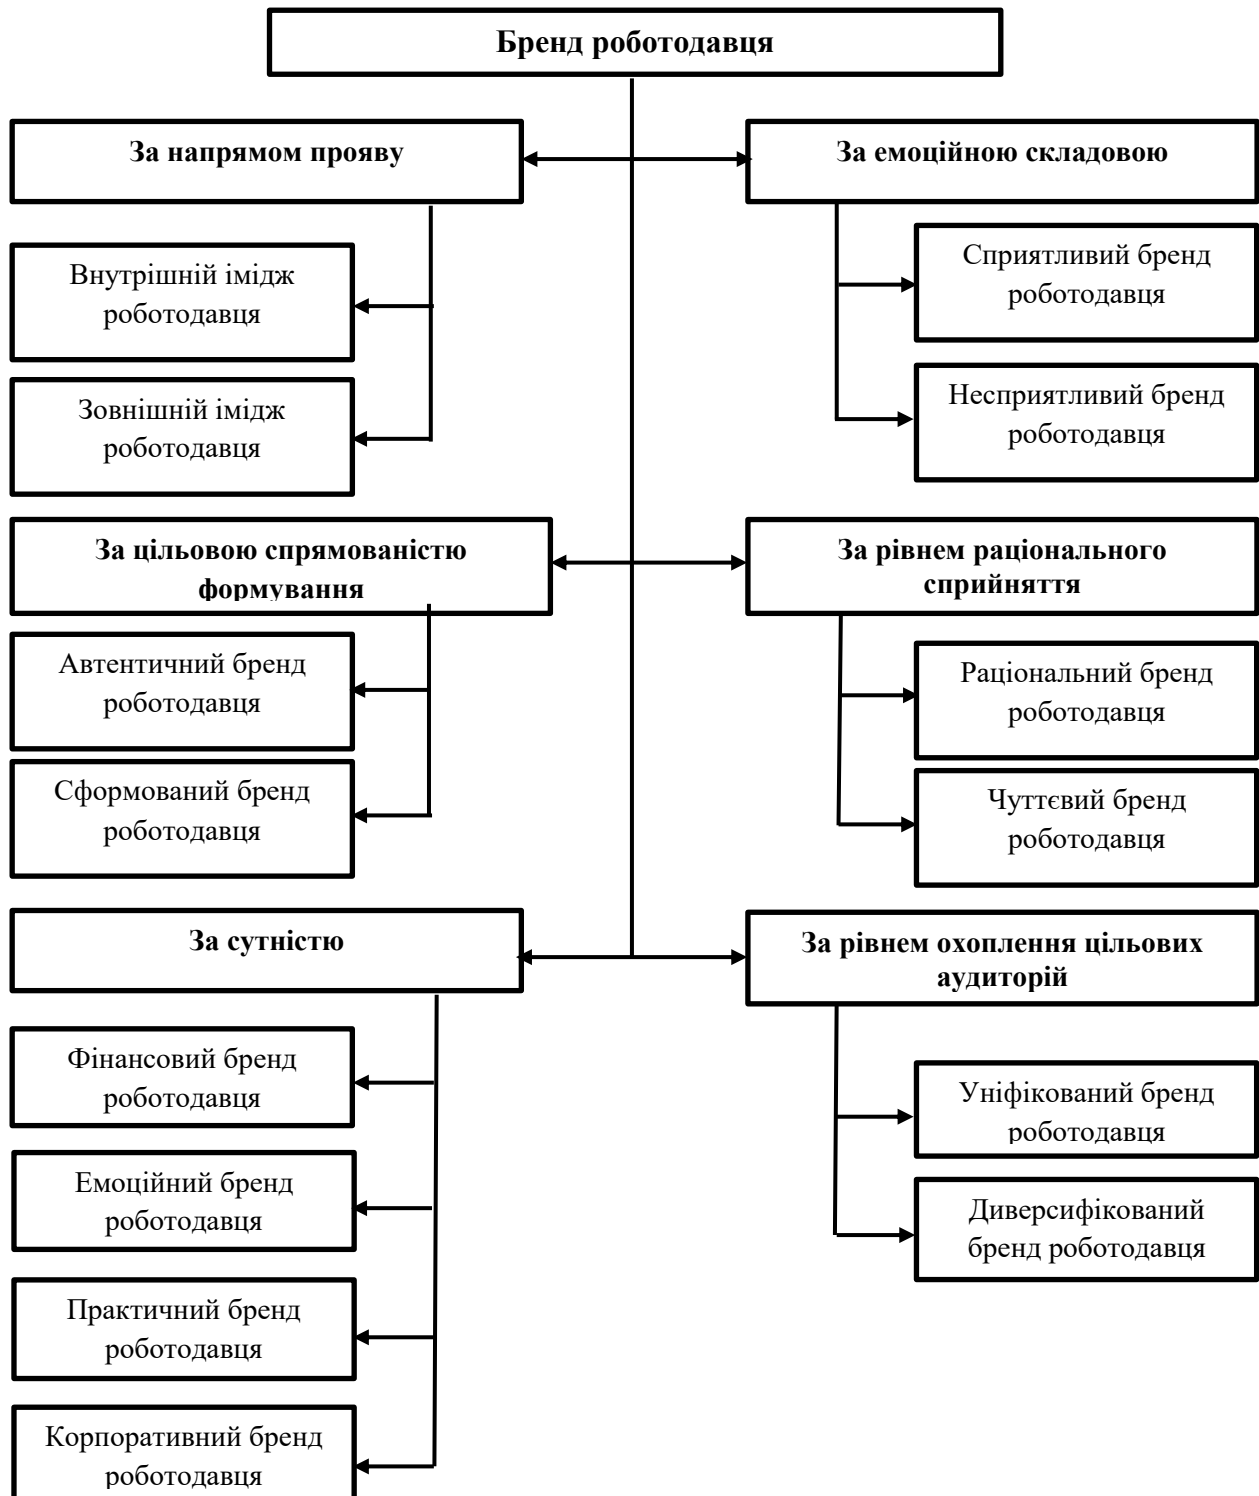 Бренд роботодавця
За напрямом прояву
Внутрішній імідж
роботодавця
Зовнішній імідж
роботодавця
За емоційною складовою
Сприятливий бренд
роботодавця
Несприятливий бренд
роботодавця
За цільовою спрямованістю
формування
Автентичний бренд
роботодавця
Сформований бренд
роботодавця
За рівнем раціонального
сприйняття
Раціональний бренд
роботодавця
Чуттєвий бренд
роботодавця
За сутністю
Фінансовий бренд
роботодавця
Емоційний бренд
роботодавця
Практичний бренд
роботодавця
Корпоративний бренд
роботодавця
За рівнем охоплення цільових
аудиторій
Уніфікований бренд
роботодавця
Диверсифікований
бренд роботодавця